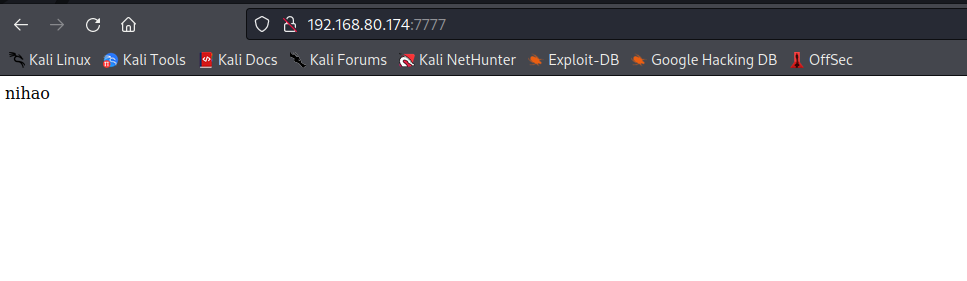 192.168.80.174:7777
Kali Linux Kali Tools Kali Docs Kali Forums Kali NetHunter Exploit-DB Google Hacking DB OffSec
nihao